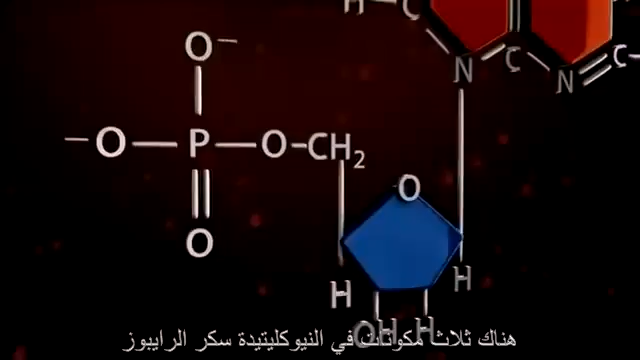 H C
N C N C
O−
−O P O CH2
O
O
H H
OH H
هناك ثلاث مكونات في النيوكليتيدة سكر الرايبوز